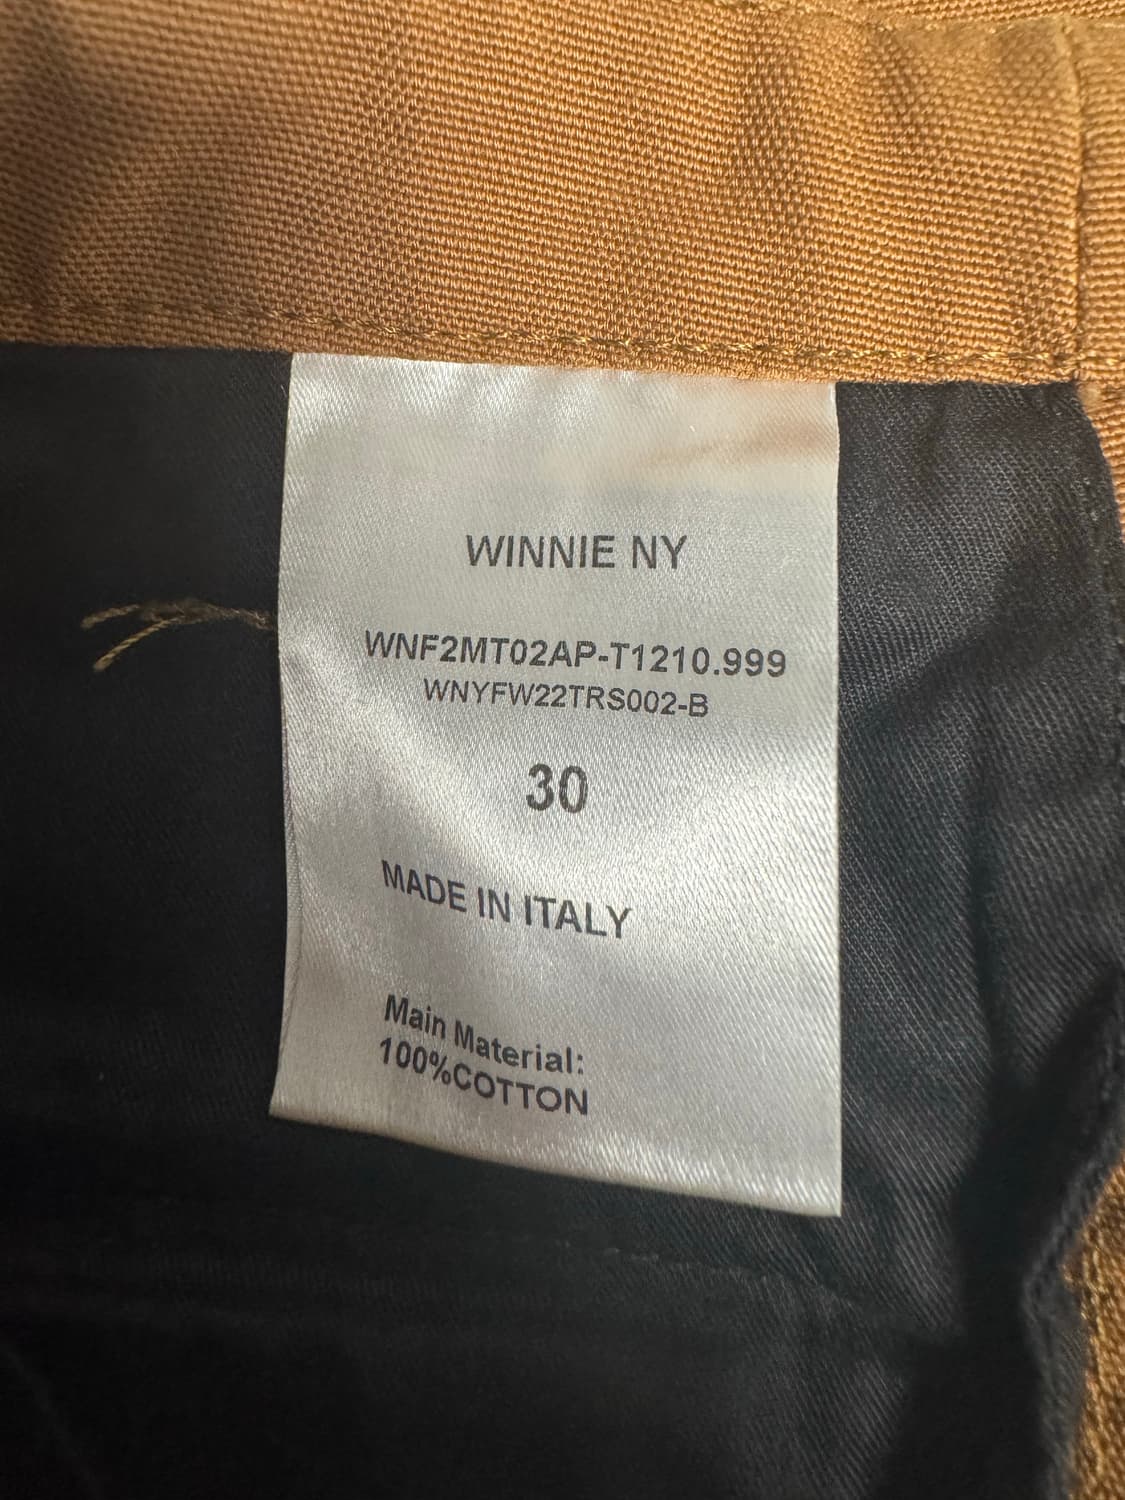 WINNIE NY
WNF2MT02AP-T1210.999
WNYFW22TRS002-B
30
MADE IN ITALY
Main Material:
100%COTTON